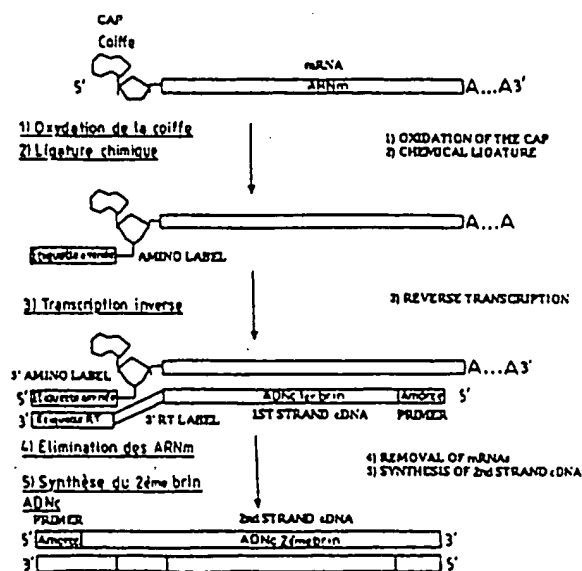 CAP
Coiffe
mRNA
5' ARNm A...A3'
1) Oxydation de la coiffe
2) Ligature chimique
1) OXIDATION OF THE CAP
2) CHEMICAL LIGATURE
A...A
AMINO LABEL
3) Transcription inverse
3) REVERSE TRANSCRIPTION
A...A3'
3' AMINO LABEL
5' Etiquette aminée ADNc 1er brin Amorce 5'
3' Etiquette RT 3' RT LABEL 1ST STRAND cDNA PRIMER
4) Elimination des ARNm
4) REMOVAL of mRNAs
5) SYNTHESIS OF 2nd STRAND cDNA
5) Synthèse du 2ème brin
ADNc
PRIMER 2nd STRAND cDNA
5' Amorce ADNc 2ème brin 3'
3' 5'